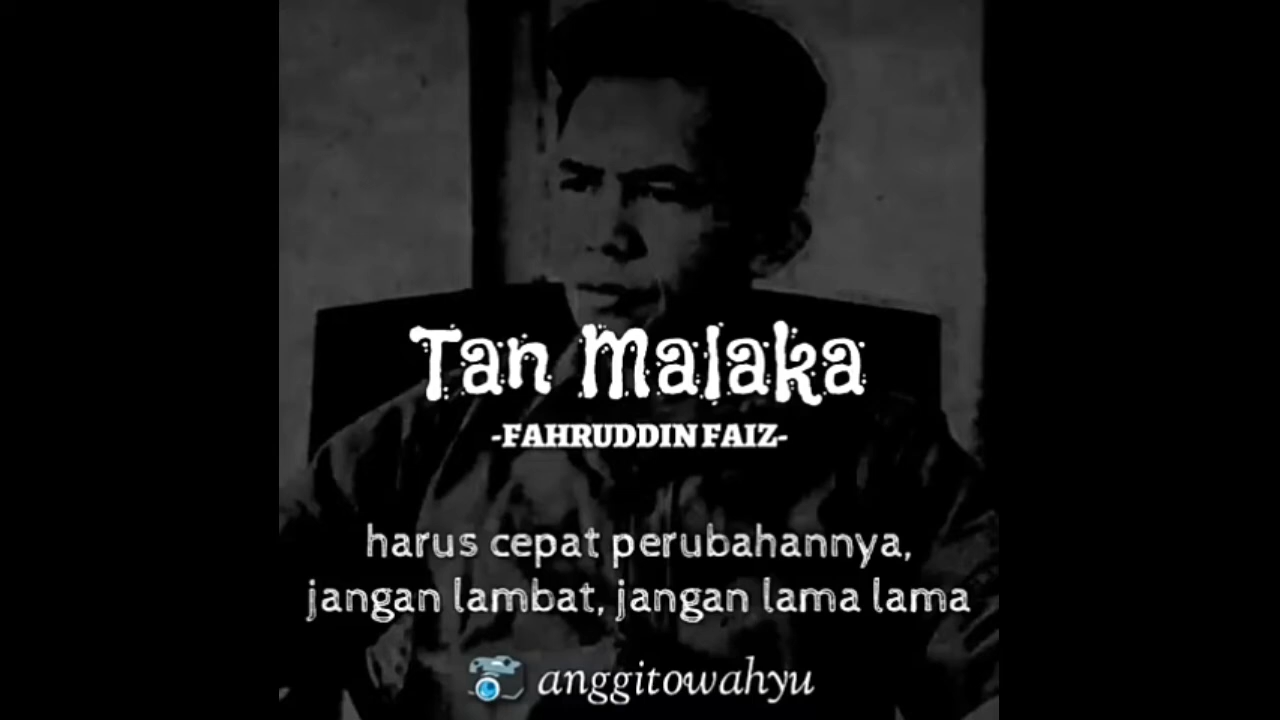 Tan Malaka
-FAHRUDDIN FAIZ-
harus cepat perubahannya,
jangan lambat, jangan lama lama
anggitowahyu